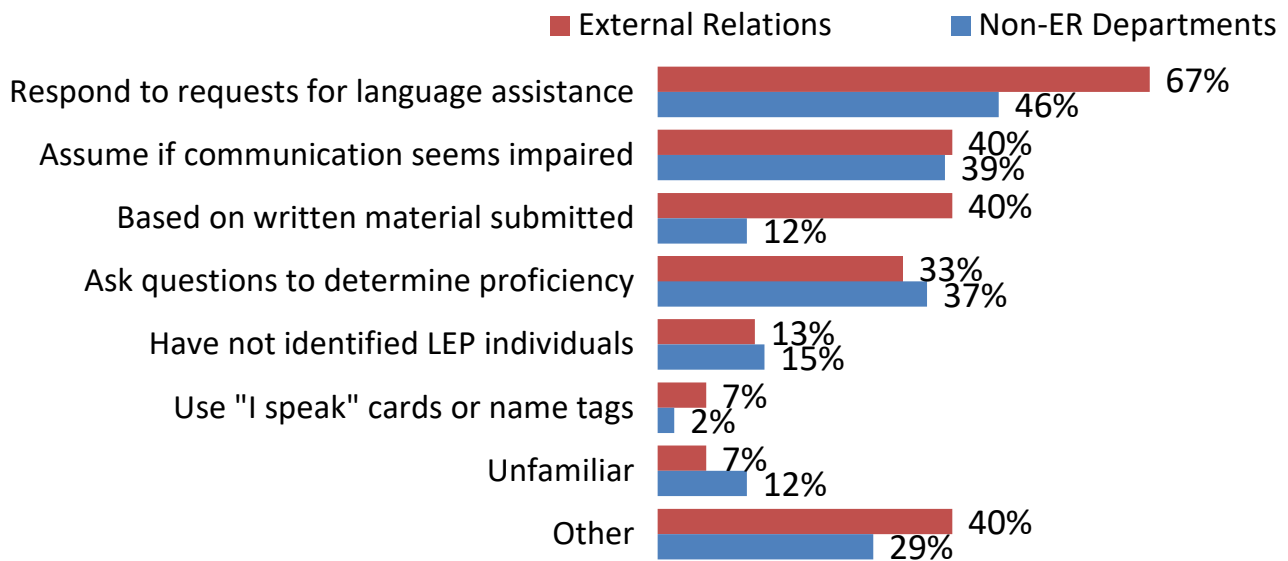 External Relations Non-ER Departments
Respond to requests for language assistance 67%
46%
Assume if communication seems impaired 40%
39%
Based on written material submitted 40%
12%
Ask questions to determine proficiency 33%
37%
Have not identified LEP individuals 13%
15%
Use "I speak" cards or name tags 7%
2%
Unfamiliar 7%
12%
Other 40%
29%